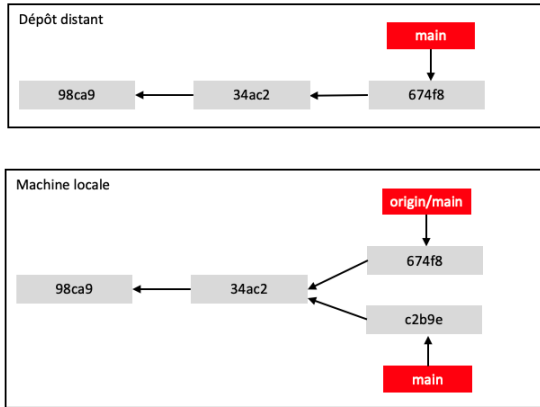 Dépôt distant
main
98ca9 34ac2 674f8
Machine locale
origin/main
674f8
98ca9 34ac2
c2b9e
main